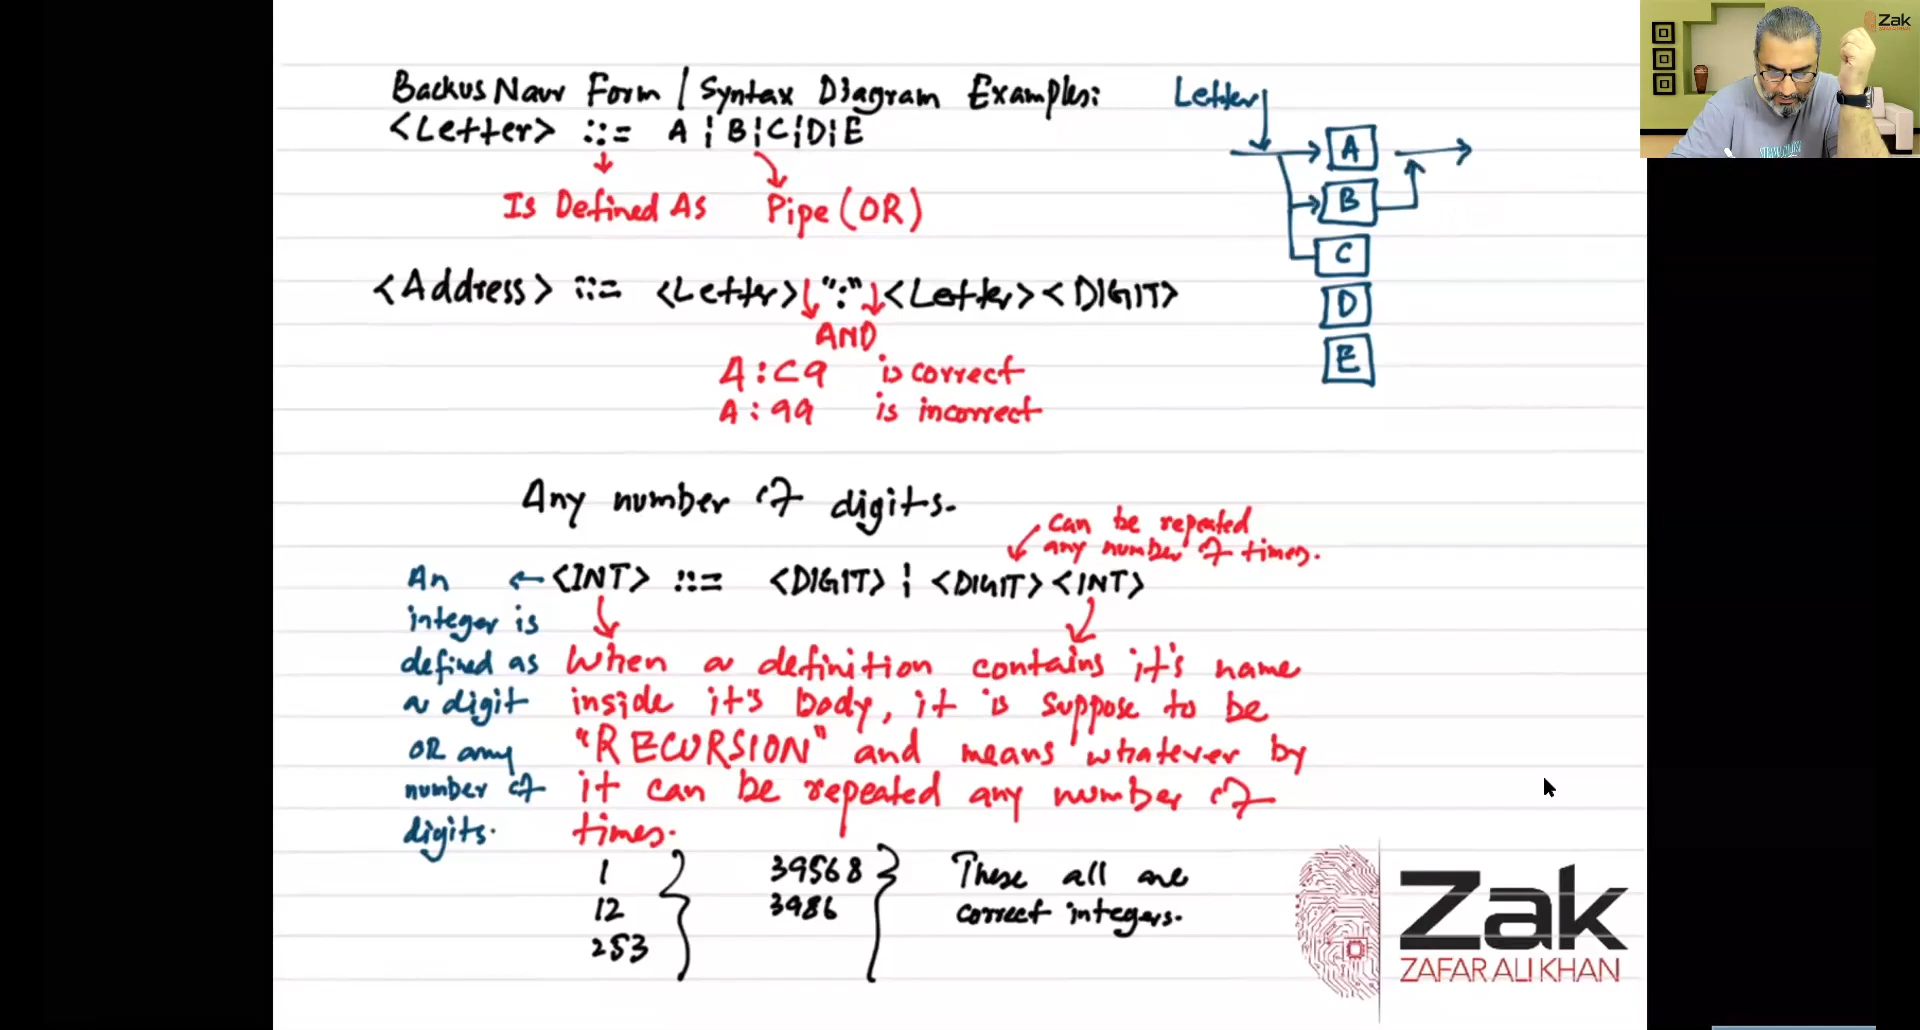 Backus Naur Form / Syntax Diagram Examples:
<Letter> ::= A | B | C | D | E
Is Defined As
Pipe (OR)
Letter
A
B
C
D
E
<Address> ::= <Letter> ":" <Letter> <DIGIT>
AND
A : C9 is correct
A : 99 is incorrect
Any number of digits.
can be repeated
any number of times.
<INT> ::= <DIGIT> | <DIGIT> <INT>
An
integer is
defined as
a digit
OR any
number of
digits.
When a definition contains it's name
inside it's body, it is suppose to be
"RECURSION" and means whatever by
it can be repeated any number of
times.
1
12
253
39568
3986
These all are
correct integers.
Zak
ZAFAR ALI KHAN
Zak
ZAFAR ALI KHAN